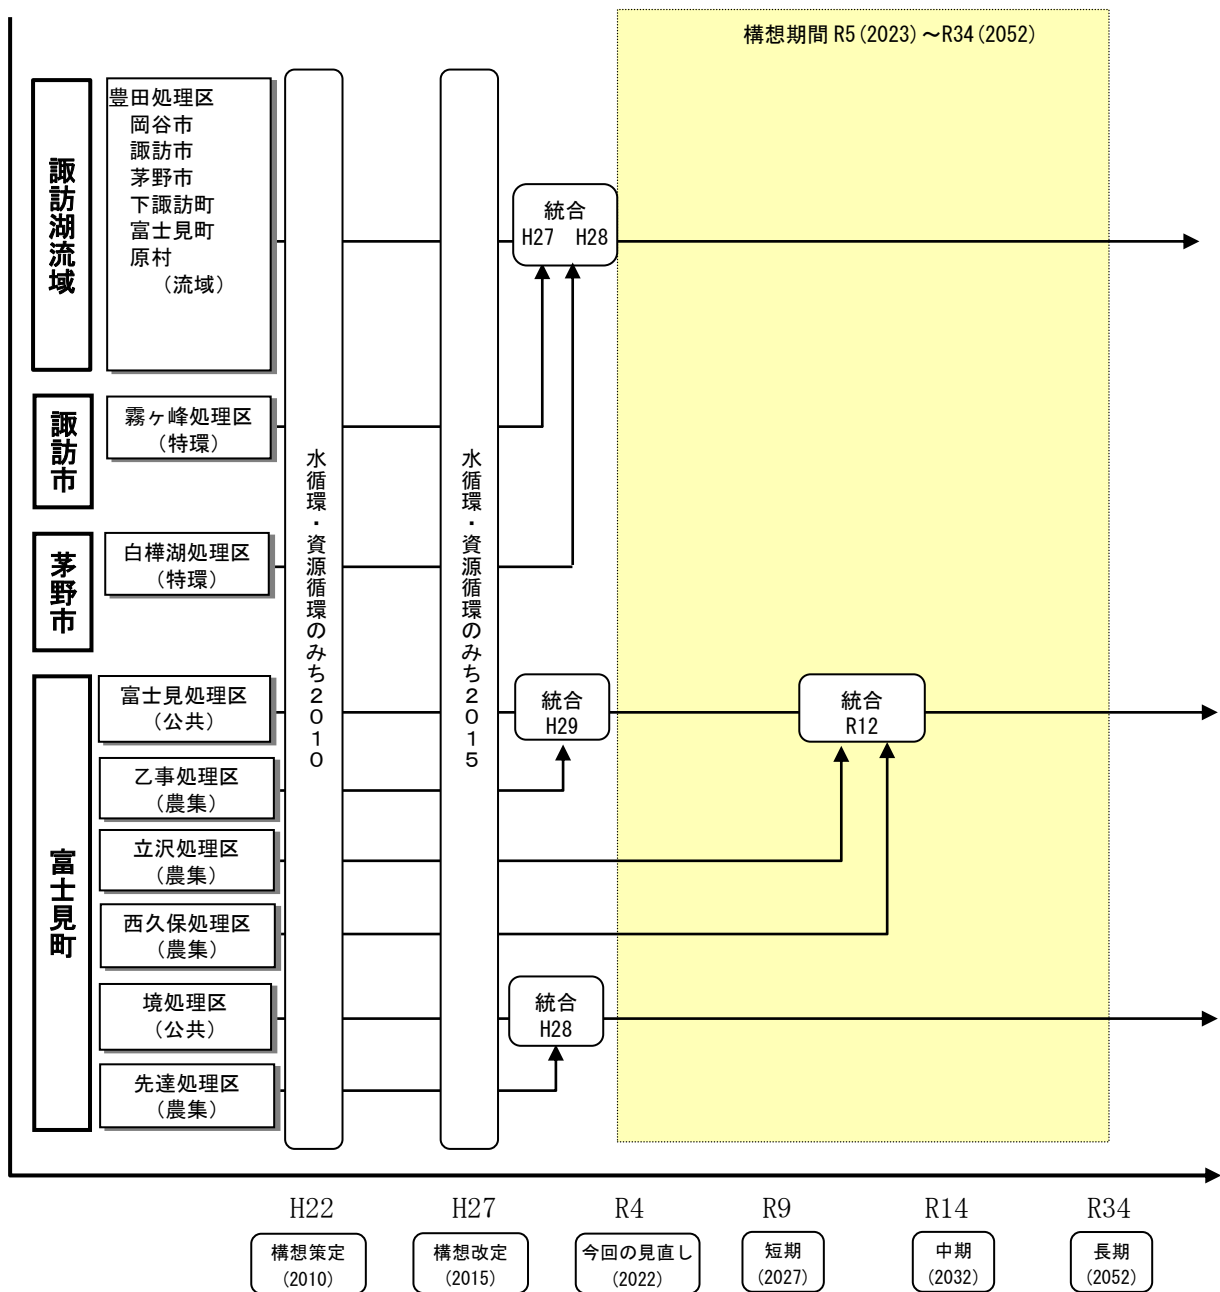 構想期間 R5(2023)～R34(2052)
諏訪湖流域
豊田処理区
岡谷市
諏訪市
茅野市
下諏訪町
富士見町
原村
（流域）
統合
H27 H28
諏訪市
霧ヶ峰処理区
（特環）
茅野市
白樺湖処理区
（特環）
水循環・資源循環のみち２０１０
水循環・資源循環のみち２０１５
富士見町
富士見処理区
（公共）
統合
H29
統合
R12
乙事処理区
（農集）
立沢処理区
（農集）
西久保処理区
（農集）
境処理区
（公共）
統合
H28
先達処理区
（農集）
H22 H27 R4 R9 R14 R34
構想策定 構想改定 今回の見直し 短期 中期 長期
(2010) (2015) (2022) (2027) (2032) (2052)